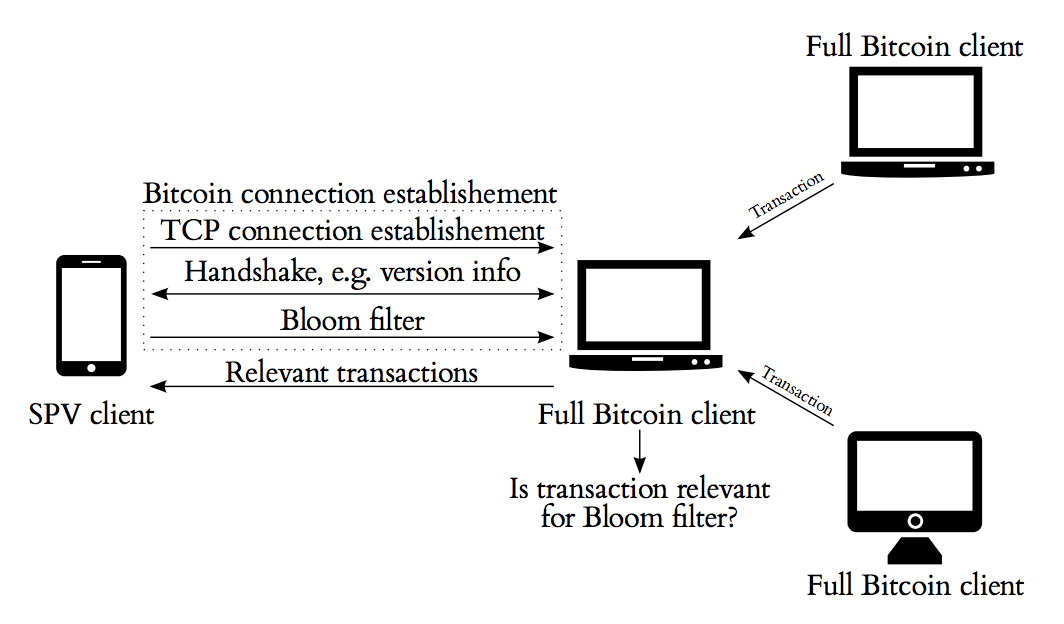 Full Bitcoin client
Transaction
Bitcoin connection establishement
TCP connection establishement
Handshake, e.g. version info
Bloom filter
Relevant transactions
SPV client
Full Bitcoin client
Is transaction relevant
for Bloom filter?
Transaction
Full Bitcoin client